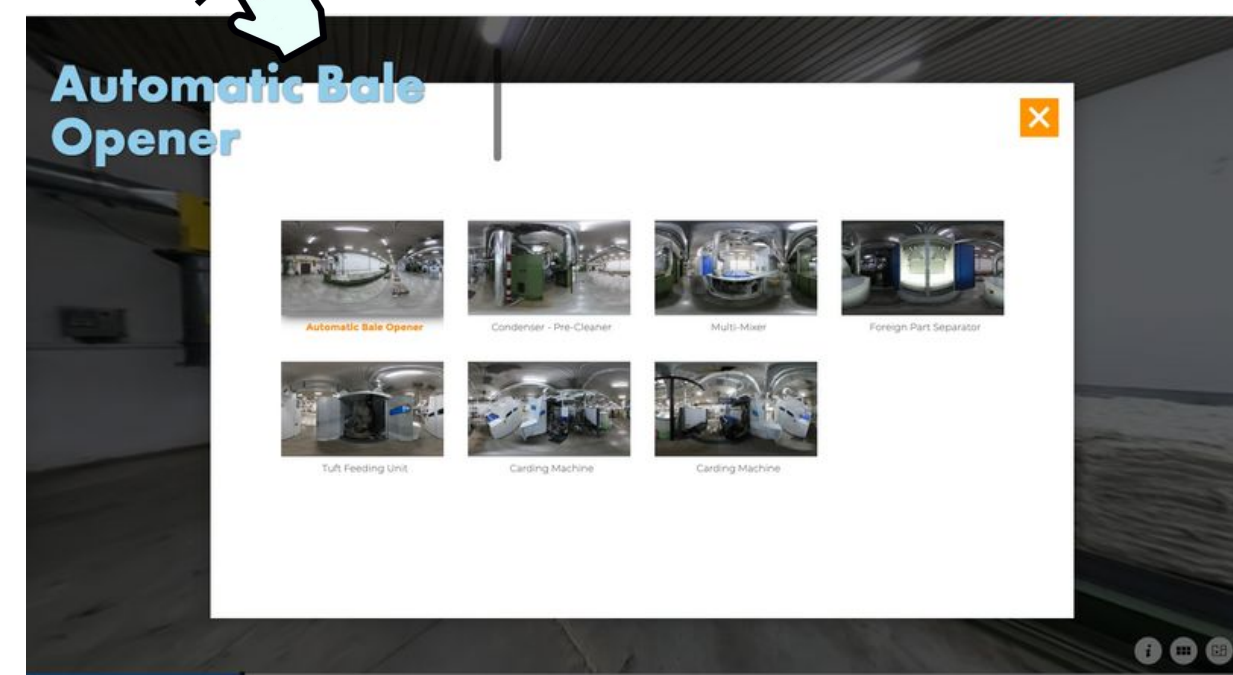 Automatic Bale
Opener
Automatic Bale Opener
Condenser - Pre-Cleaner
Multi-Mixer
Foreign Part Separator
Tuft Feeding Unit
Carding Machine
Carding Machine